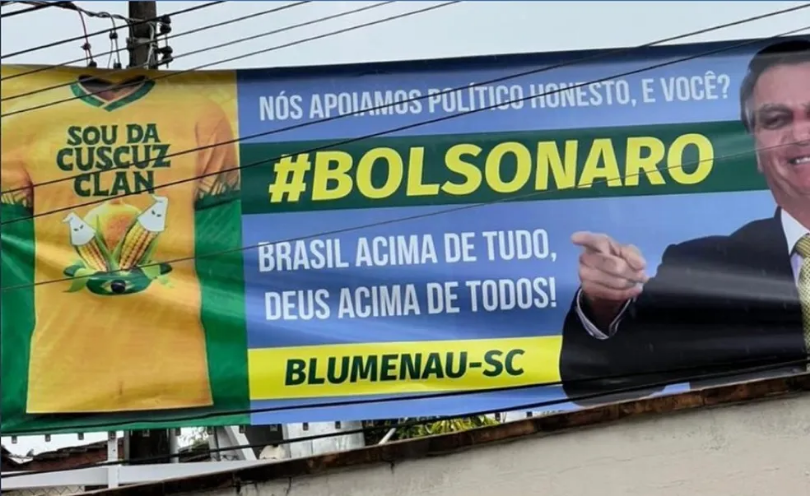 SOU DA
CUSCUZ
CLAN
NÓS APOIAMOS POLÍTICO HONESTO, E VOCÊ?
#BOLSONARO
BRASIL ACIMA DE TUDO,
DEUS ACIMA DE TODOS!
BLUMENAU-SC